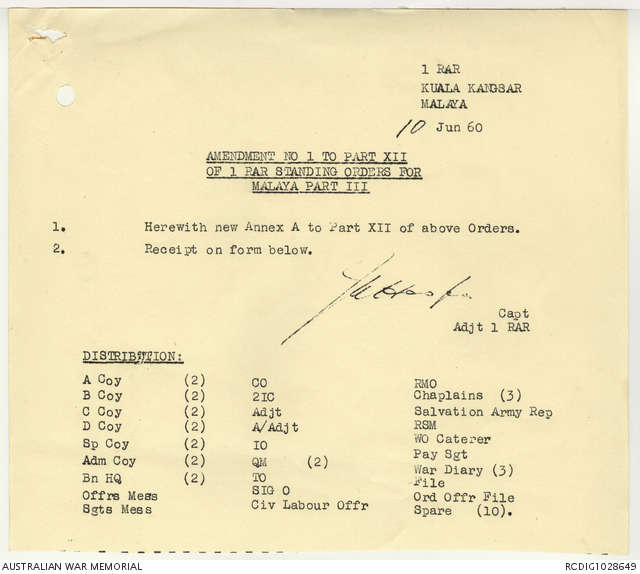 1 RAR
KUALA KANGSAR
MALAYA
10 Jun 60
AMENDMENT NO 1 TO PART XII
OF 1 RAR STANDING ORDERS FOR
MALAYA PART III
1. Herewith new Annex A to Part XII of above Orders.
2. Receipt on form below.
Capt
Adjt 1 RAR
DISTRIBUTION:
A Coy (2)
B Coy (2)
C Coy (2)
D Coy (2)
Sp Coy (2)
Adm Coy (2)
Bn HQ (2)
Offrs Mess
Sgts Mess
CO
2IC
Adjt
A/Adjt
IO
QM (2)
TO
SIG O
Civ Labour Offr
RMO
Chaplains (3)
Salvation Army Rep
RSM
WO Caterer
Pay Sgt
War Diary (3)
File
Ord Offr File
Spare (10).
AUSTRALIAN WAR MEMORIAL
RCDIG1028649